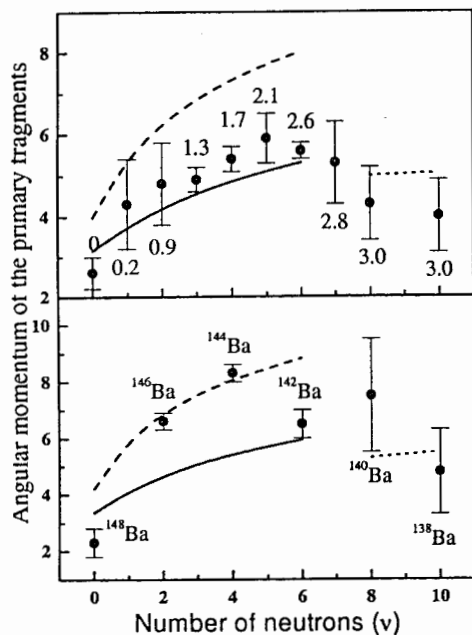 Angular momentum ot the primary tragments
8
6
4
2
0
0.2
0.9
1.3
1.7
2.1
2.6
2.8
3.0
3.0
10
8
6
4
2
148Ba
146Ba
144Ba
142Ba
140Ba
138Ba
0 2 4 6 8 10
Number of neutrons (ν)